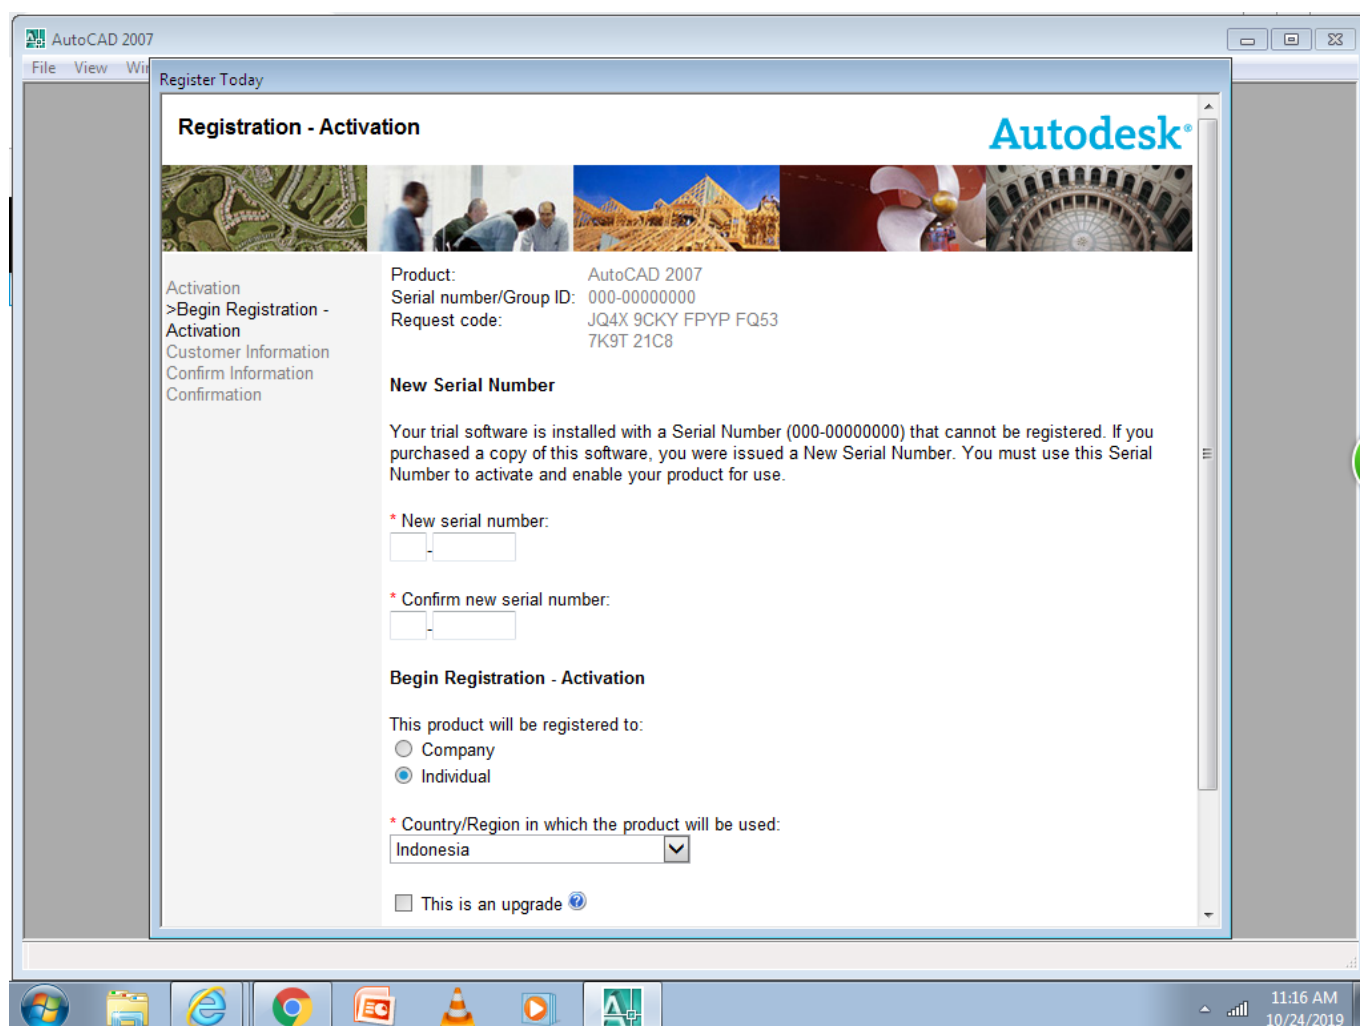 AutoCAD 2007
File View Wi
Register Today
Registration - Activation
Autodesk®
Activation
>Begin Registration -
Activation
Customer Information
Confirm Information
Confirmation
Product: AutoCAD 2007
Serial number/Group ID: 000-00000000
Request code: JQ4X 9CKY FPYP FQ53
7K9T 21C8
New Serial Number
Your trial software is installed with a Serial Number (000-00000000) that cannot be registered. If you
purchased a copy of this software, you were issued a New Serial Number. You must use this Serial
Number to activate and enable your product for use.
* New serial number:
-
* Confirm new serial number:
-
Begin Registration - Activation
This product will be registered to:
Company
Individual
* Country/Region in which the product will be used:
Indonesia
This is an upgrade ?
11:16 AM
10/24/2019